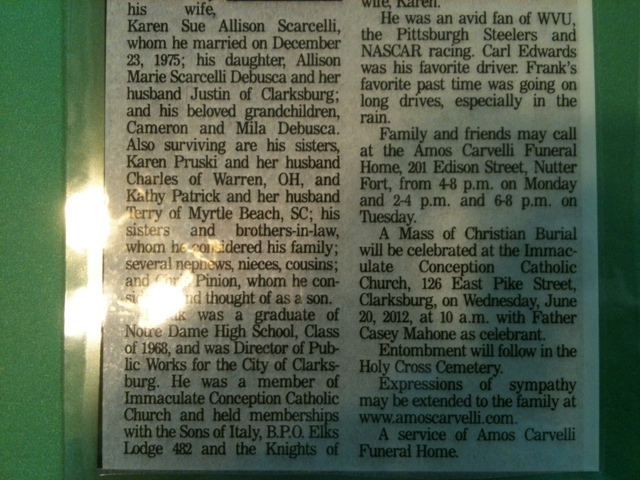 his wife,
Karen Sue Allison Scarcelli,
whom he married on December
23, 1975; his daughter, Allison
Marie Scarcelli Debusca and her
husband Justin of Clarksburg;
and his beloved grandchildren,
Cameron and Mila Debusca.
Also surviving are his sisters,
Karen Pruski and her husband
Charles of Warren, OH, and
Kathy Patrick and her husband
Terry of Myrtle Beach, SC; his
sisters and brothers-in-law,
whom he considered his family;
several nephews, nieces, cousins;
and Pinion, whom he con-
and thought of as a son.
was a graduate of
Notre Dame High School, Class
of 1968, and was Director of Pub-
lic Works for the City of Clarks-
burg. He was a member of
Immaculate Conception Catholic
Church and held memberships
with the Sons of Italy, B.P.O. Elks
Lodge 482 and the Knights of
wife, Karen.
He was an avid fan of WVU,
the Pittsburgh Steelers and
NASCAR racing. Carl Edwards
was his favorite driver. Frank's
favorite past time was going on
long drives, especially in the
rain.
Family and friends may call
at the Amos Carvelli Funeral
Home, 201 Edison Street, Nutter
Fort, from 4-8 p.m. on Monday
and 2-4 p.m. and 6-8 p.m. on
Tuesday.
A Mass of Christian Burial
will be celebrated at the Immac-
ulate Conception Catholic
Church, 126 East Pike Street,
Clarksburg, on Wednesday, June
20, 2012, at 10 a.m. with Father
Casey Mahone as celebrant.
Entombment will follow in the
Holy Cross Cemetery.
Expressions of sympathy
may be extended to the family at
www.amoscarvelli.com.
A service of Amos Carvelli
Funeral Home.